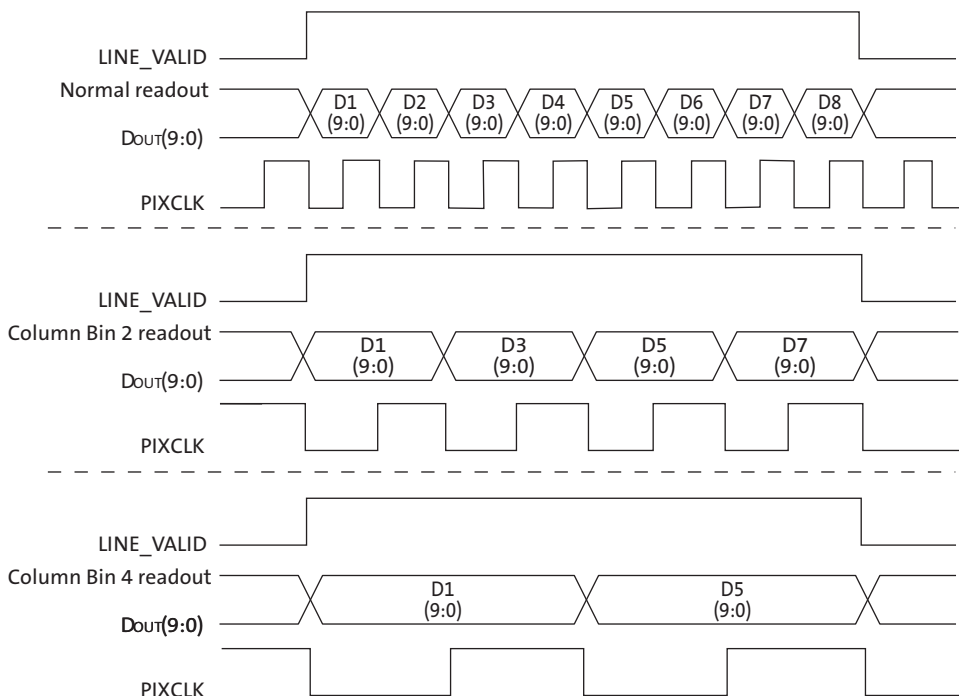 LINE_VALID
Normal readout
D1 D2 D3 D4 D5 D6 D7 D8
(9:0) (9:0) (9:0) (9:0) (9:0) (9:0) (9:0) (9:0)
DOUT(9:0)
PIXCLK
LINE_VALID
Column Bin 2 readout
D1 D3 D5 D7
(9:0) (9:0) (9:0) (9:0)
DOUT(9:0)
PIXCLK
LINE_VALID
Column Bin 4 readout
D1 D5
(9:0) (9:0)
DOUT(9:0)
PIXCLK